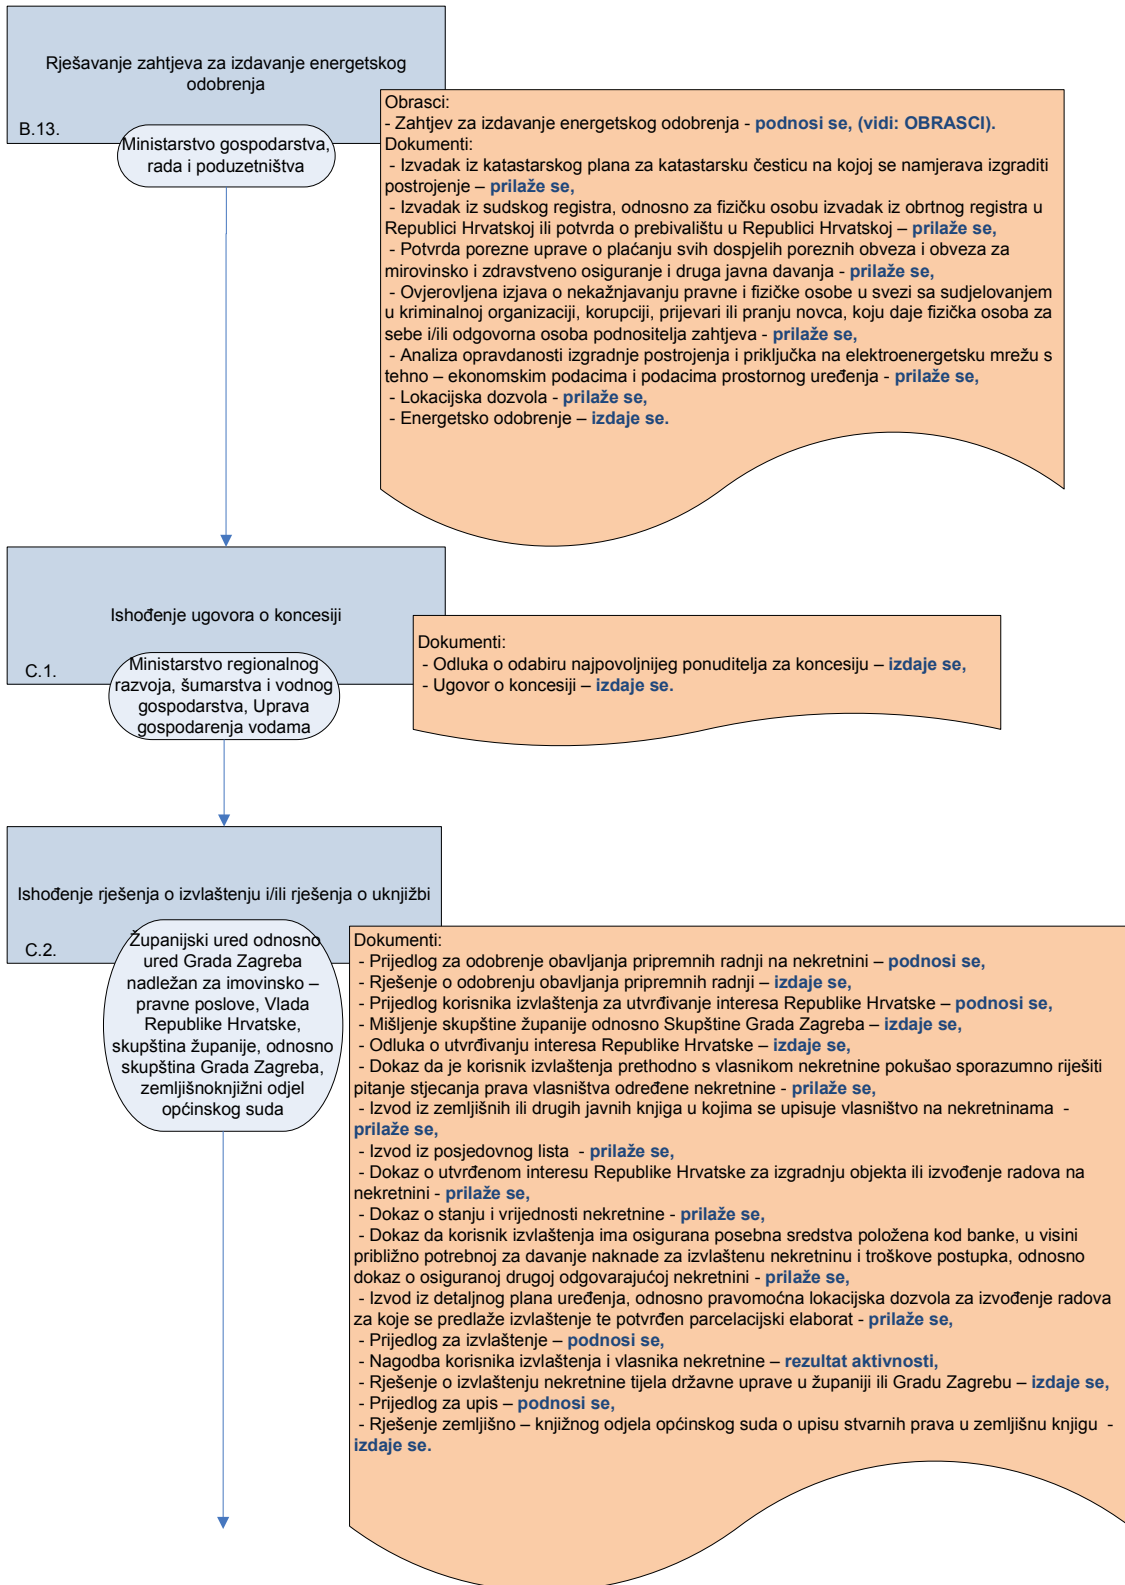 Rješavanje zahtjeva za izdavanje energetskog
odobrenja
B.13.
Ministarstvo gospodarstva,
rada i poduzetništva
Obrasci:
- Zahtjev za izdavanje energetskog odobrenja - podnosi se, (vidi: OBRASCI).
Dokumenti:
- Izvadak iz katastarskog plana za katastarsku česticu na kojoj se namjerava izgraditi
postrojenje – prilaže se,
- Izvadak iz sudskog registra, odnosno za fizičku osobu izvadak iz obrtnog registra u
Republici Hrvatskoj ili potvrda o prebivalištu u Republici Hrvatskoj – prilaže se,
- Potvrda porezne uprave o plaćanju svih dospjelih poreznih obveza i obveza za
mirovinsko i zdravstveno osiguranje i druga javna davanja - prilaže se,
- Ovjerovljena izjava o nekažnjavanju pravne i fizičke osobe u svezi sa sudjelovanjem
u kriminalnoj organizaciji, korupciji, prijevari ili pranju novca, koju daje fizička osoba za
sebe i/ili odgovorna osoba podnositelja zahtjeva - prilaže se,
- Analiza opravdanosti izgradnje postrojenja i priključka na elektroenergetsku mrežu s
tehno – ekonomskim podacima i podacima prostornog uređenja - prilaže se,
- Lokacijska dozvola - prilaže se,
- Energetsko odobrenje – izdaje se.
Ishođenje ugovora o koncesiji
C.1.
Ministarstvo regionalnog
razvoja, šumarstva i vodnog
gospodarstva, Uprava
gospodarenja vodama
Dokumenti:
- Odluka o odabiru najpovoljnijeg ponuditelja za koncesiju – izdaje se,
- Ugovor o koncesiji – izdaje se.
Ishođenje rješenja o izvlaštenju i/ili rješenja o uknjižbi
C.2.
Županijski ured odnosno
ured Grada Zagreba
nadležan za imovinsko –
pravne poslove, Vlada
Republike Hrvatske,
skupština županije, odnosno
skupština Grada Zagreba,
zemljišnoknjižni odjel
općinskog suda
Dokumenti:
- Prijedlog za odobrenje obavljanja pripremnih radnji na nekretnini – podnosi se,
- Rješenje o odobrenju obavljanja pripremnih radnji – izdaje se,
- Prijedlog korisnika izvlaštenja za utvrđivanje interesa Republike Hrvatske – podnosi se,
- Mišljenje skupštine županije odnosno Skupštine Grada Zagreba – izdaje se,
- Odluka o utvrđivanju interesa Republike Hrvatske – izdaje se,
- Dokaz da je korisnik izvlaštenja prethodno s vlasnikom nekretnine pokušao sporazumno riješiti
pitanje stjecanja prava vlasništva određene nekretnine - prilaže se,
- Izvod iz zemljišnih ili drugih javnih knjiga u kojima se upisuje vlasništvo na nekretninama -
prilaže se,
- Izvod iz posjedovnog lista - prilaže se,
- Dokaz o utvrđenom interesu Republike Hrvatske za izgradnju objekta ili izvođenje radova na
nekretnini - prilaže se,
- Dokaz o stanju i vrijednosti nekretnine - prilaže se,
- Dokaz da korisnik izvlaštenja ima osigurana posebna sredstva položena kod banke, u visini
približno potrebnoj za davanje naknade za izvlaštenu nekretninu i troškove postupka, odnosno
dokaz o osiguranoj drugoj odgovarajućoj nekretnini - prilaže se,
- Izvod iz detaljnog plana uređenja, odnosno pravomoćna lokacijska dozvola za izvođenje radova
za koje se predlaže izvlaštenje te potvrđen parcelacijski elaborat - prilaže se,
- Prijedlog za izvlaštenje – podnosi se,
- Nagodba korisnika izvlaštenja i vlasnika nekretnine – rezultat aktivnosti,
- Rješenje o izvlaštenju nekretnine tijela državne uprave u županiji ili Gradu Zagrebu – izdaje se,
- Prijedlog za upis – podnosi se,
- Rješenje zemljišno – knjižnog odjela općinskog suda o upisu stvarnih prava u zemljišnu knjigu -
izdaje se.